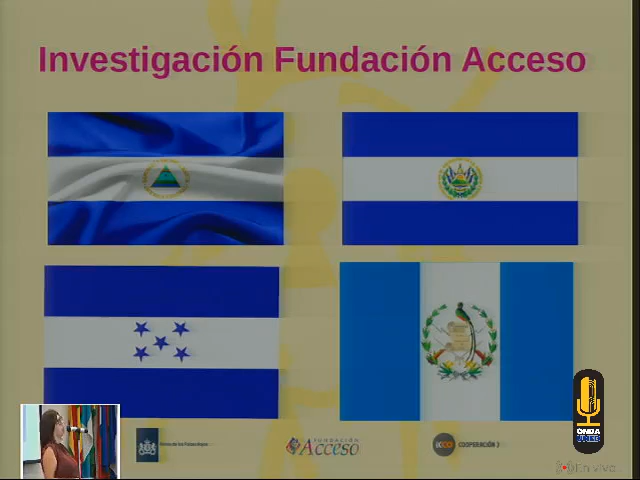 Investigación Fundación Acceso
FUNDACIÓN
Acceso
COOPERACIÓN
ONDA
UNED
En vivo